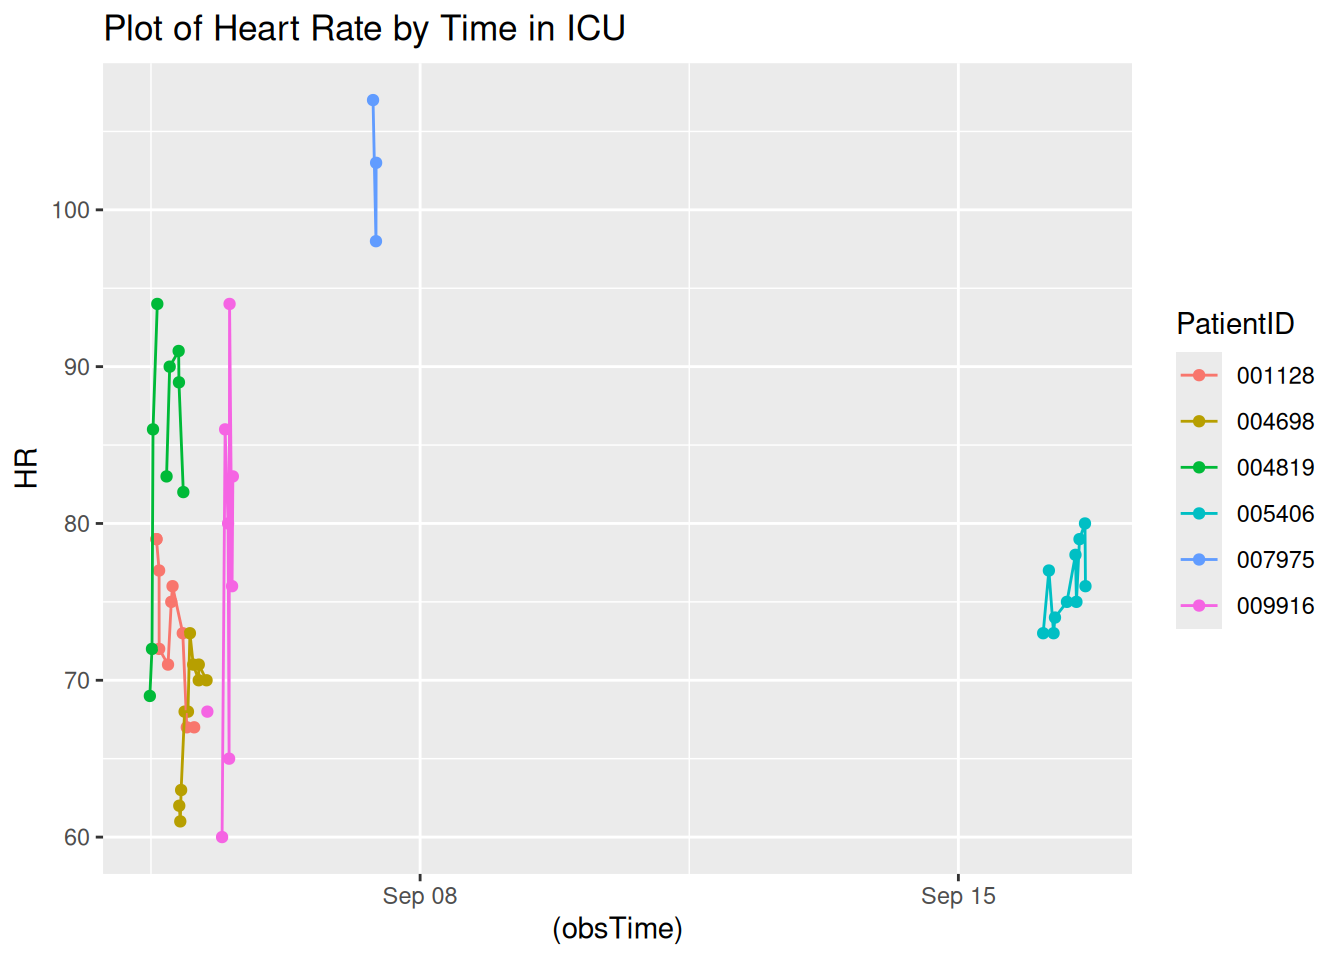 Plot of Heart Rate by Time in ICU
HR
100
90
80
70
60
Sep 08
Sep 15
(obsTime)
PatientID
001128
004698
004819
005406
007975
009916